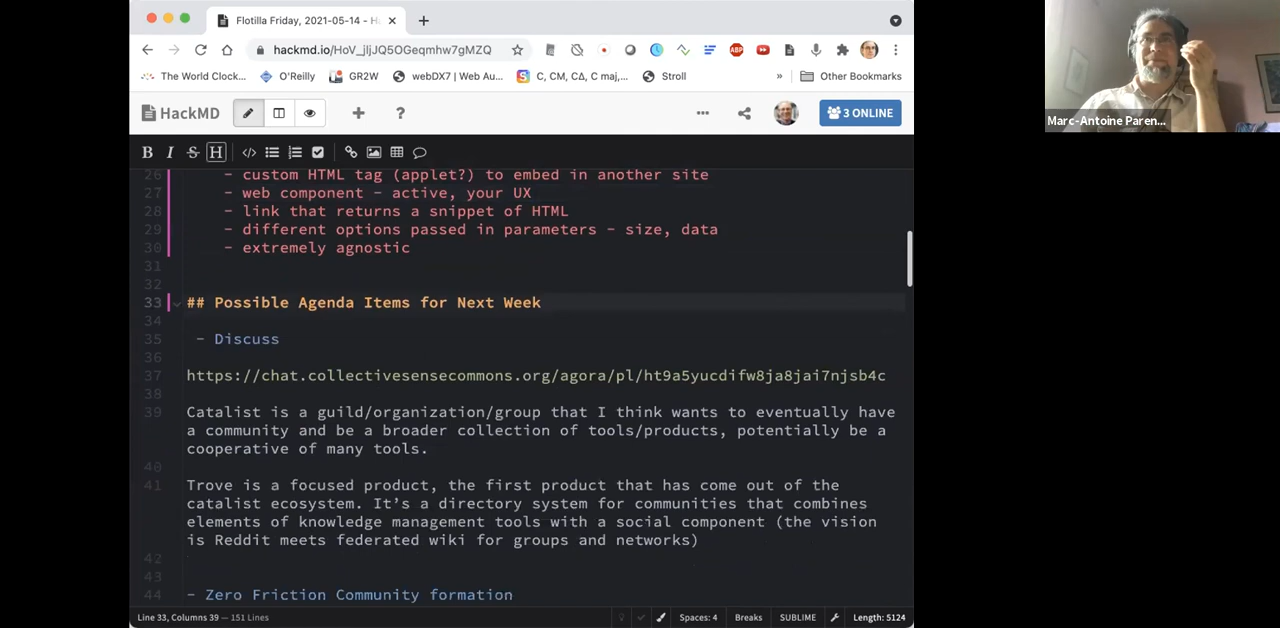 Flotilla Friday, 2021-05-14 - H
hackmd.io/HoV_jIjJQ5OGeqmhw7gMZQ
ABP
The World Clock...
O'Reilly
GR2W
webDX7 | Web Au...
C, CM, CΔ, C maj,...
Stroll
»
Other Bookmarks
HackMD
3 ONLINE
26 - custom HTML tag (applet?) to embed in another site
27 - web component - active, your UX
28 - link that returns a snippet of HTML
29 - different options passed in parameters - size, data
30 - extremely agnostic
31
32
33 ## Possible Agenda Items for Next Week
34
35 - Discuss
36
37 https://chat.collectivesensecommons.org/agora/pl/ht9a5yucdifw8ja8jai7njsb4c
38
39 Catalist is a guild/organization/group that I think wants to eventually have
a community and be a broader collection of tools/products, potentially be a
cooperative of many tools.
40
41 Trove is a focused product, the first product that has come out of the
catalist ecosystem. It’s a directory system for communities that combines
elements of knowledge management tools with a social component (the vision
is Reddit meets federated wiki for groups and networks)
42
43
44 - Zero Friction Community formation
Line 33, Columns 39 — 151 Lines
Spaces: 4
Breaks
SUBLIME
Length: 5124
Marc-Antoine Paren...